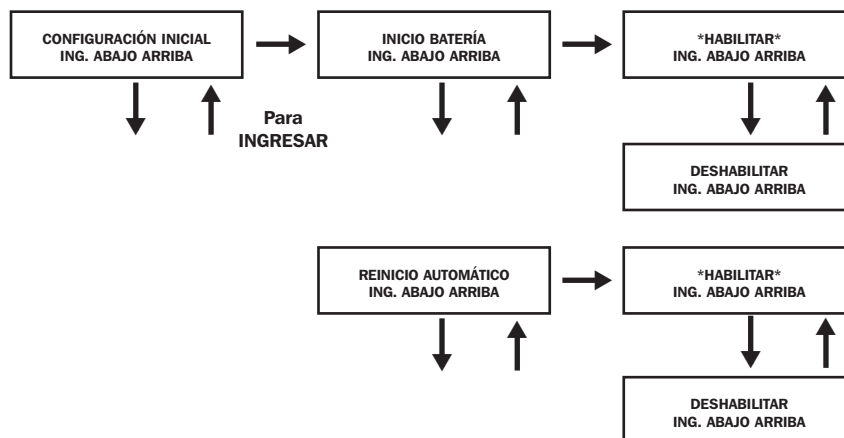 CONFIGURACIÓN INICIAL
ING. ABAJO ARRIBA
INICIO BATERÍA
ING. ABAJO ARRIBA
*HABILITAR*
ING. ABAJO ARRIBA
Para
INGRESAR
DESHABILITAR
ING. ABAJO ARRIBA
REINICIO AUTOMÁTICO
ING. ABAJO ARRIBA
*HABILITAR*
ING. ABAJO ARRIBA
DESHABILITAR
ING. ABAJO ARRIBA